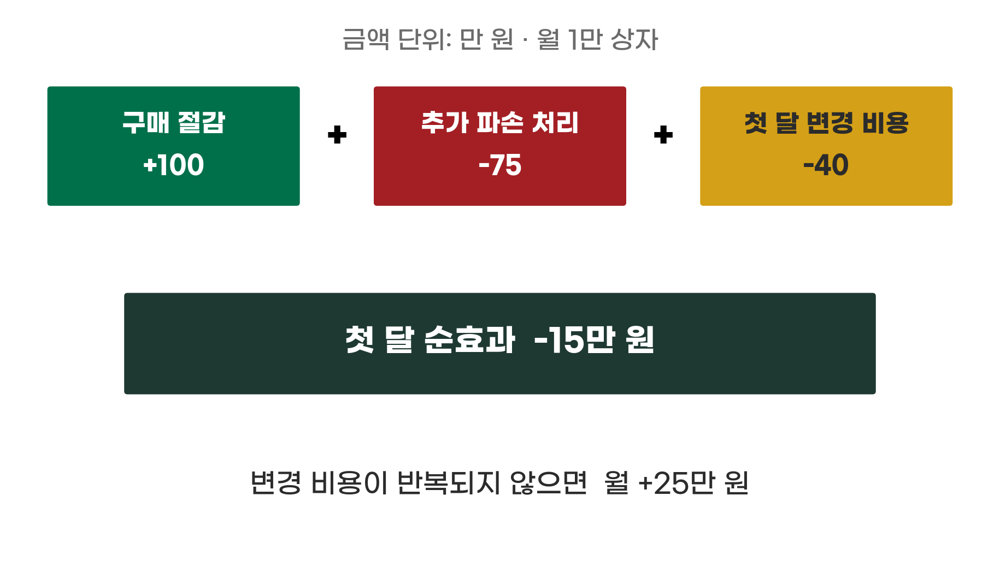 금액 단위: 만 원 · 월 1만 상자
구매 절감
+100
+
추가 파손 처리
-75
+
첫 달 변경 비용
-40
첫 달 순효과 -15만 원
변경 비용이 반복되지 않으면 월 +25만 원